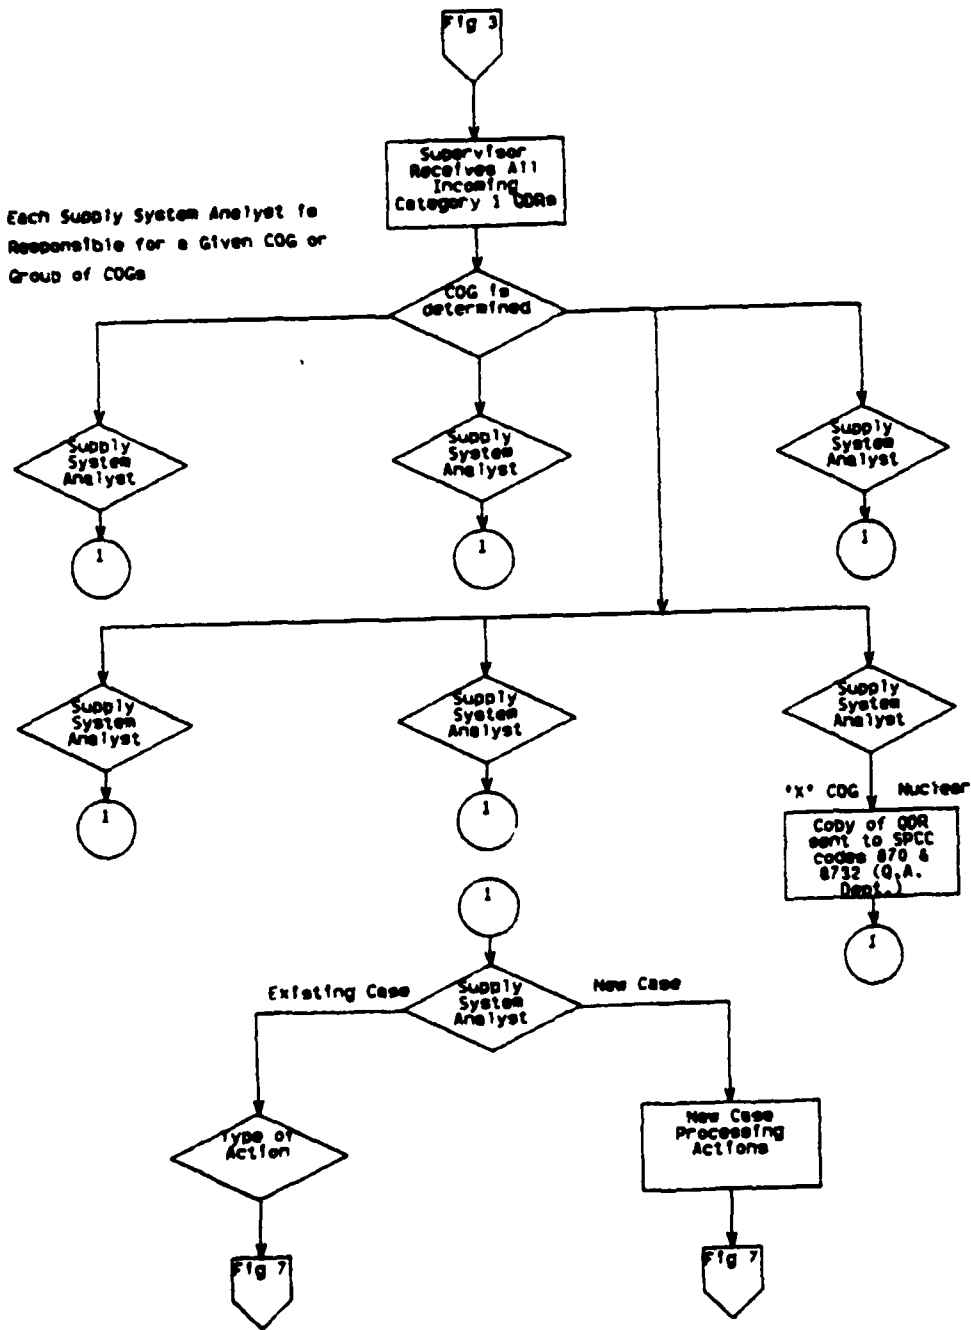 Fig 3
Supervisor
Receives All
Incoming
Category 1 QDRs
Each Supply System Analyst is
Responsible for a Given COG or
Group of COGs
COG is
determined
Supply
System
Analyst
Supply
System
Analyst
Supply
System
Analyst
1
1
1
Supply
System
Analyst
Supply
System
Analyst
Supply
System
Analyst
"X" COG Nuclear
1
1
Copy of QDR
sent to SPCC
codes 870 &
8732 (Q.A.
Dept.)
1
1
Existing Case
Supply
System
Analyst
New Case
Type of
Action
New Case
Processing
Actions
Fig 7
Fig 7